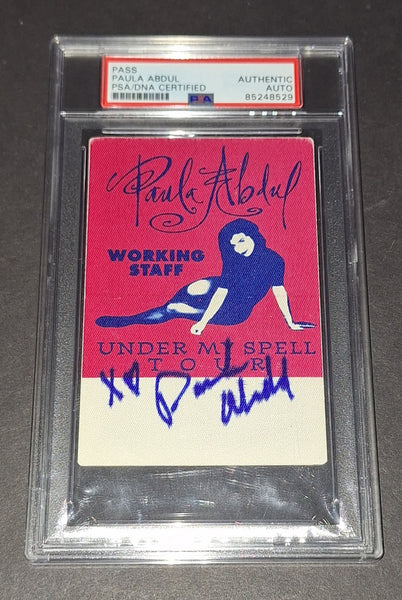 PASS
PAULA ABDUL
PSA/DNA CERTIFIED
AUTHENTIC
AUTO
85248529
PSA
Paula Abdul
WORKING
STAFF
UNDER MY SPELL
TOUR
XO Paula Abdul